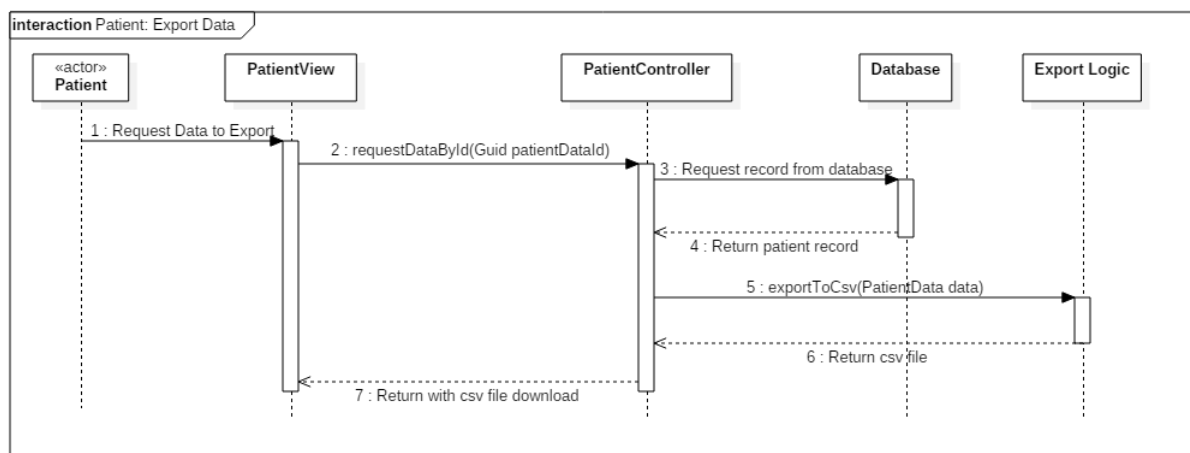 interaction Patient: Export Data
«actor»
Patient
PatientView
PatientController
Database
Export Logic
1 : Request Data to Export
2 : requestDataById(Guid patientDataId)
3 : Request record from database
4 : Return patient record
5 : exportToCsv(PatientData data)
6 : Return csv file
7 : Return with csv file download